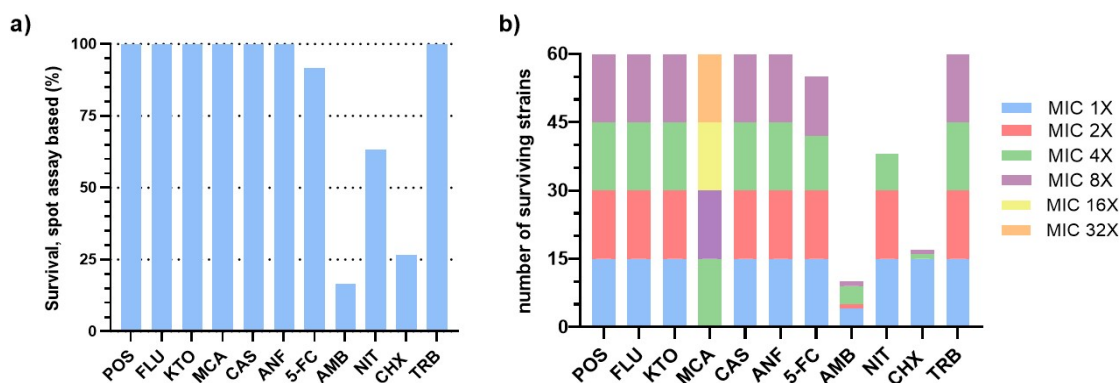 a)
Survival, spot assay based (%)
100
75
50
25
0
POS
FLU
KTO
MCA
CAS
ANF
5-FC
AMB
NIT
CHX
TRB
b)
number of surviving strains
60
45
30
15
0
POS
FLU
KTO
MCA
CAS
ANF
5-FC
AMB
NIT
CHX
TRB
MIC 1X
MIC 2X
MIC 4X
MIC 8X
MIC 16X
MIC 32X